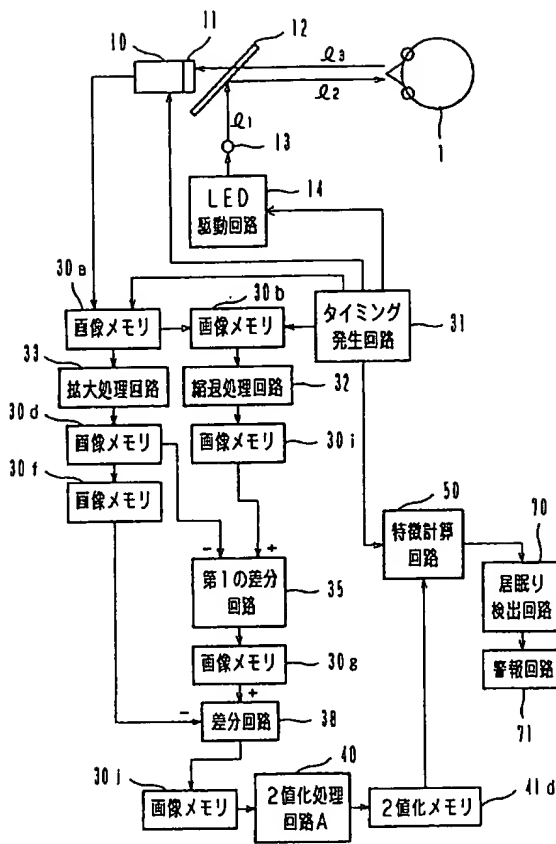 10
11
12
ℓ3
ℓ2
ℓ1
13
1
LED
駆動回路
14
30a
画像メモリ
30b
画像メモリ
タイミング
発生回路
31
33
拡大処理回路
縮退処理回路
32
30d
画像メモリ
画像メモリ
30i
30f
画像メモリ
50
特徴計算
回路
70
居眠り
検出回路
- +
第1の差分
回路
35
画像メモリ
30g
警報回路
71
- +
差分回路
38
30j
画像メモリ
40
2値化処理
回路A
2値化メモリ
41d